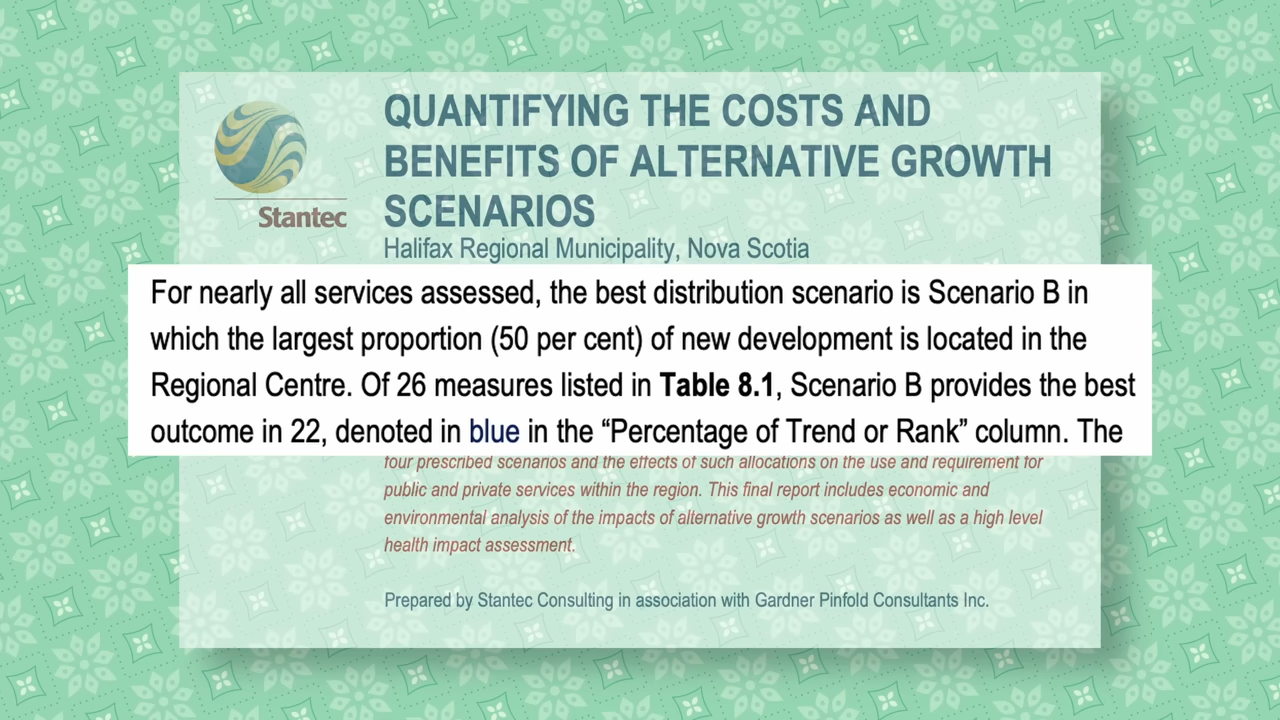 QUANTIFYING THE COSTS AND
BENEFITS OF ALTERNATIVE GROWTH
SCENARIOS
Stantec
Halifax Regional Municipality, Nova Scotia
For nearly all services assessed, the best distribution scenario is Scenario B in
which the largest proportion (50 per cent) of new development is located in the
Regional Centre. Of 26 measures listed in Table 8.1, Scenario B provides the best
outcome in 22, denoted in blue in the “Percentage of Trend or Rank” column. The
four prescribed scenarios and the effects of such allocations on the use and requirement for
public and private services within the region. This final report includes economic and
environmental analysis of the impacts of alternative growth scenarios as well as a high level
health impact assessment.
Prepared by Stantec Consulting in association with Gardner Pinfold Consultants Inc.